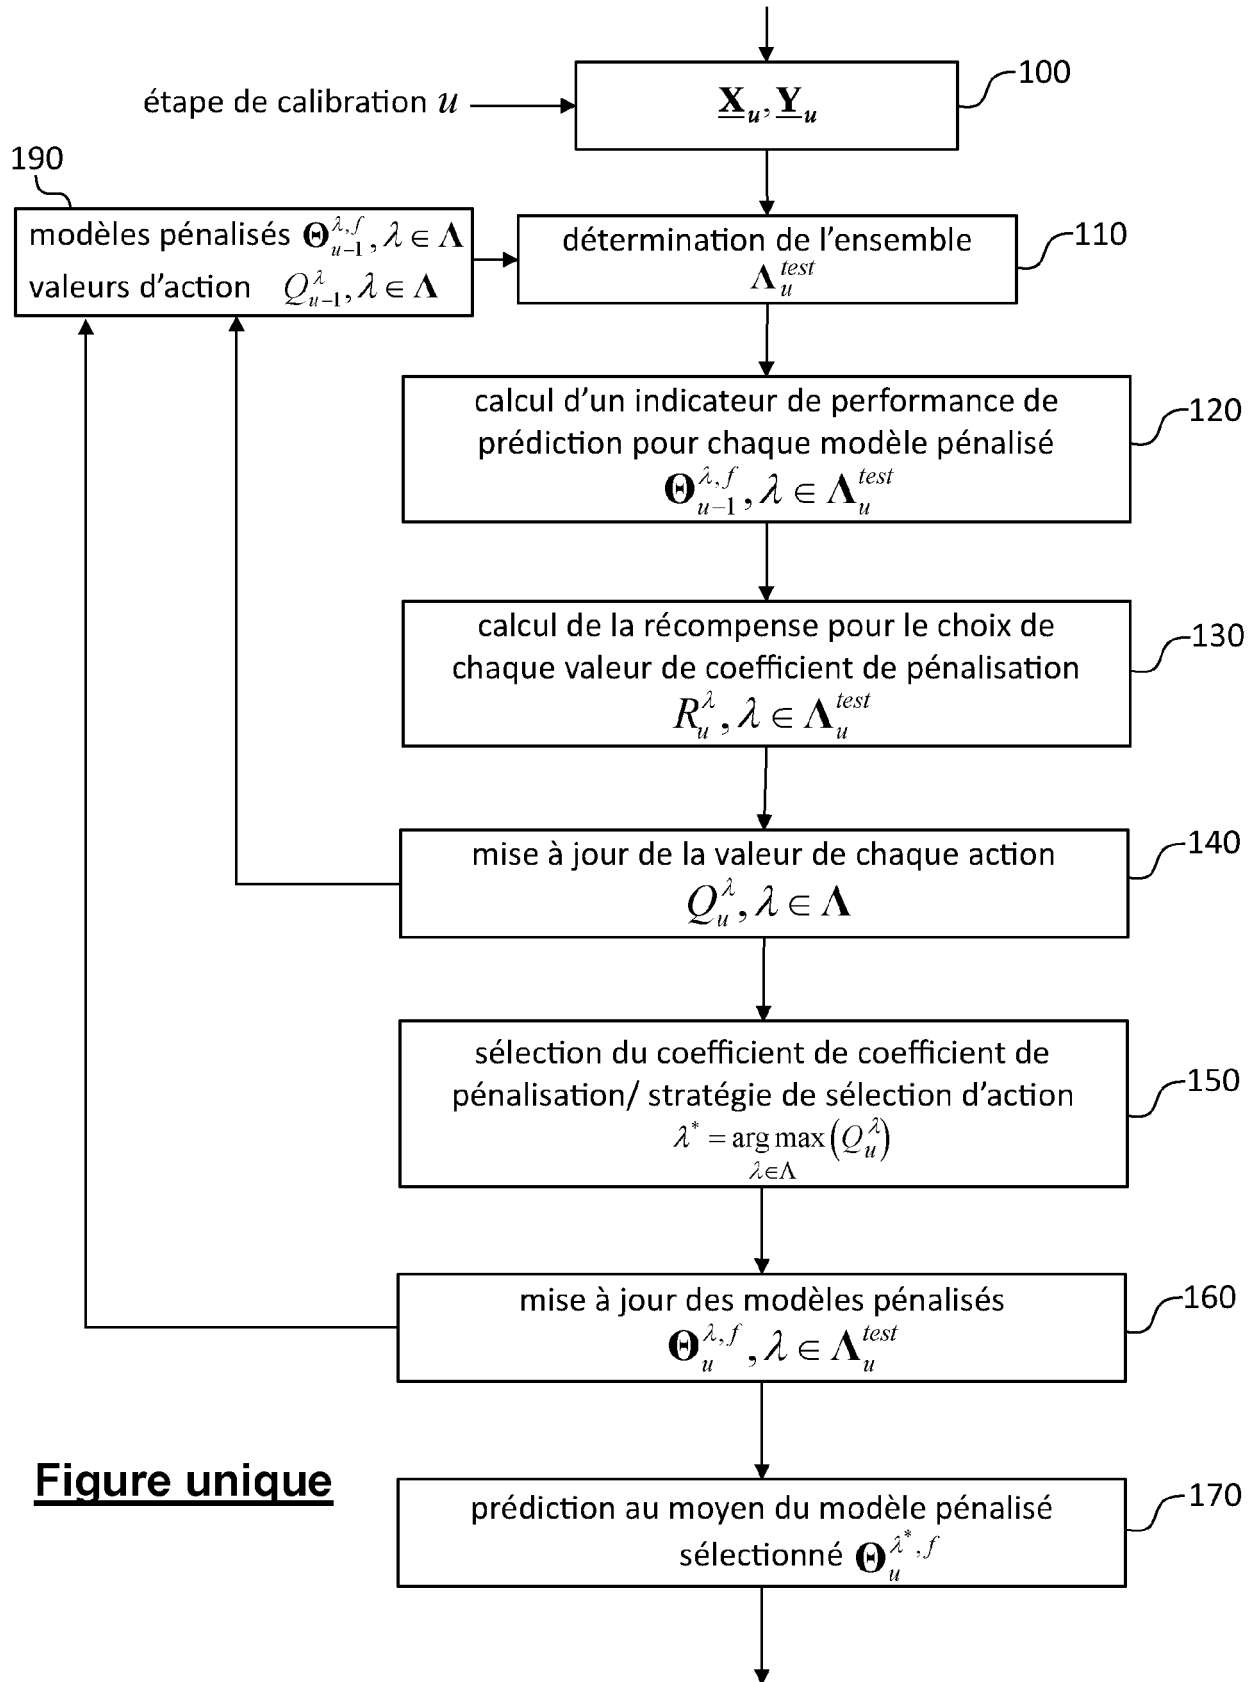 100
étape de calibration u
X_u, Y_u
190
modèles pénalisés Θ_{u−1}^{λ,f}, λ ∈ Λ
valeurs d'action Q_{u−1}^λ, λ ∈ Λ
détermination de l'ensemble
Λ_u^{test}
110
calcul d'un indicateur de performance de
prédiction pour chaque modèle pénalisé
Θ_{u−1}^{λ,f}, λ ∈ Λ_u^{test}
120
calcul de la récompense pour le choix de
chaque valeur de coefficient de pénalisation
R_u^λ, λ ∈ Λ_u^{test}
130
mise à jour de la valeur de chaque action
Q_u^λ, λ ∈ Λ
140
sélection du coefficient de coefficient de
pénalisation/ stratégie de sélection d'action
λ^* = arg max (Q_u^λ)
λ∈Λ
150
mise à jour des modèles pénalisés
Θ_u^{λ,f}, λ ∈ Λ_u^{test}
160
Figure unique
prédiction au moyen du modèle pénalisé
sélectionné Θ_u^{λ^*,f}
170